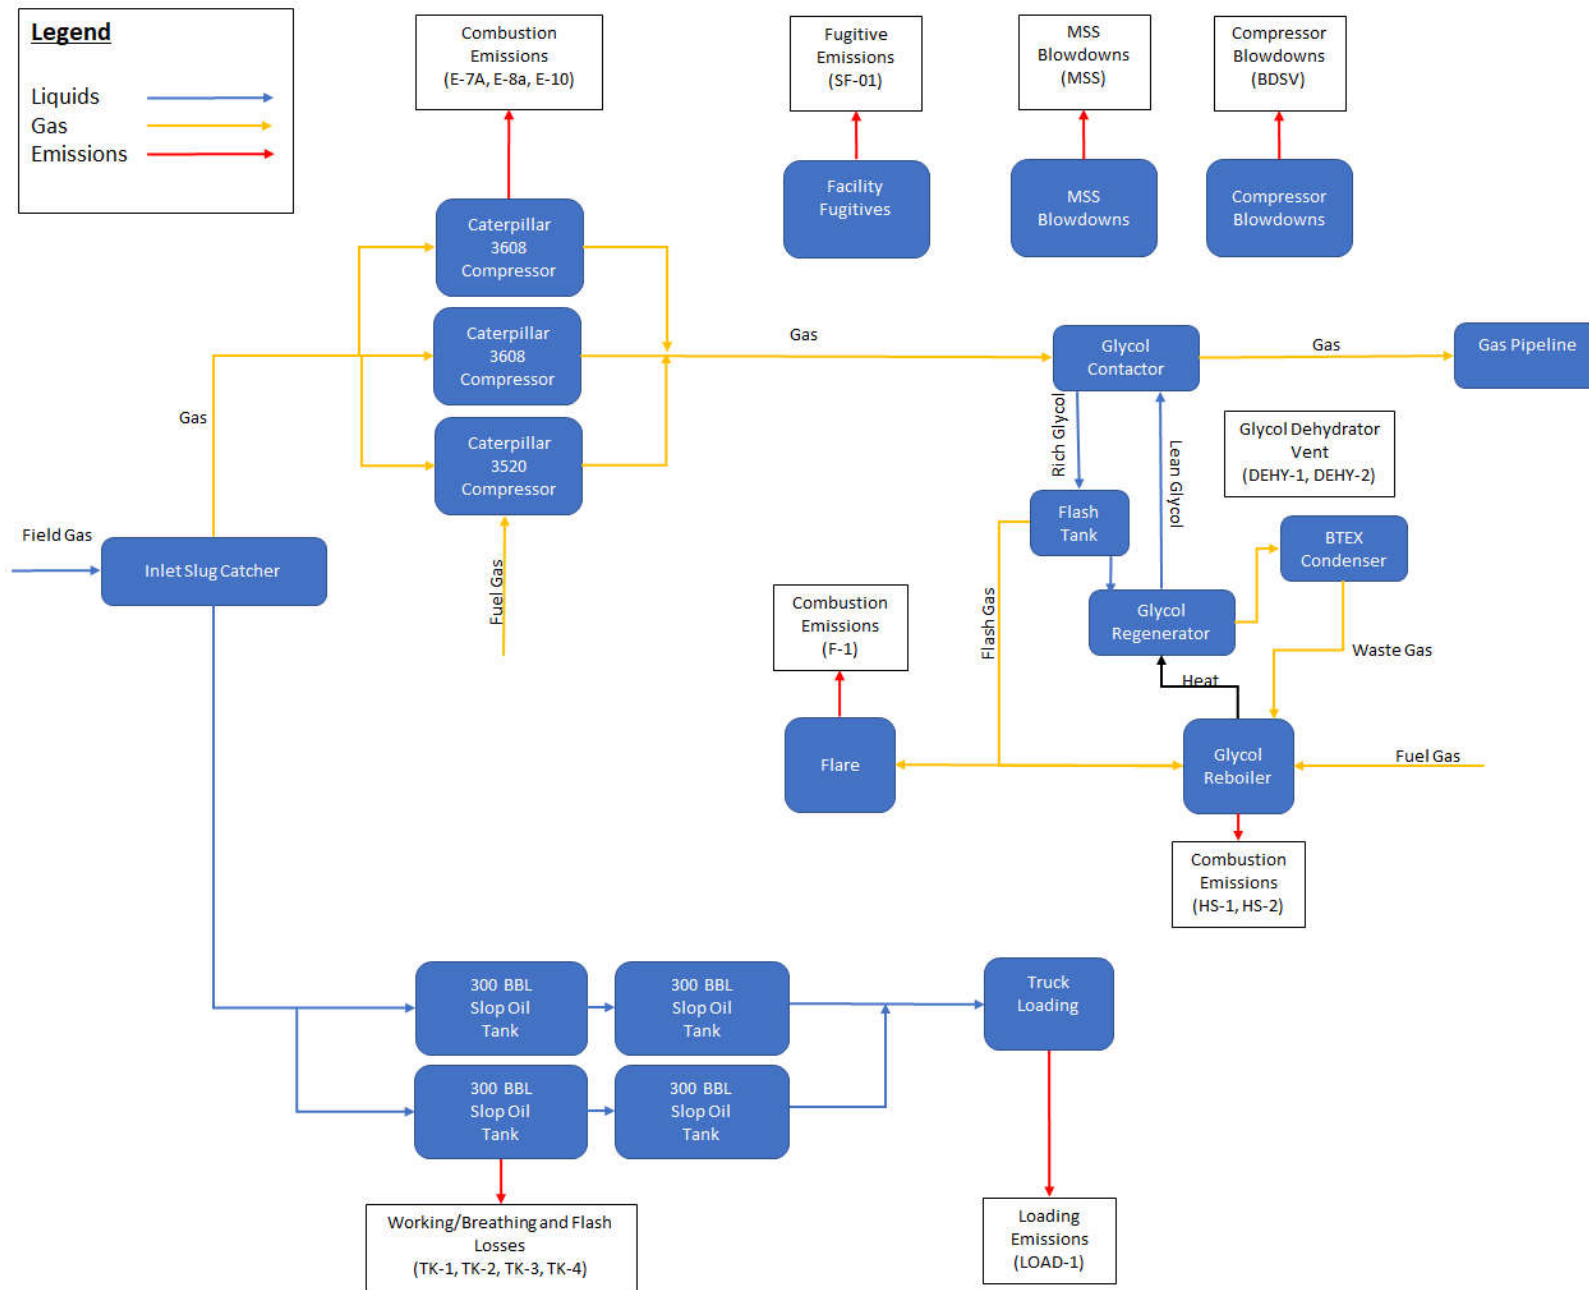 Legend
Liquids
Gas
Emissions
Combustion
Emissions
(E-7A, E-8a, E-10)
Fugitive
Emissions
(SF-01)
MSS
Blowdowns
(MSS)
Compressor
Blowdowns
(BDSV)
Facility
Fugitives
MSS
Blowdowns
Compressor
Blowdowns
Caterpillar
3608
Compressor
Caterpillar
3608
Compressor
Caterpillar
3520
Compressor
Gas
Gas
Glycol
Contactor
Gas
Gas Pipeline
Rich Glycol
Lean Glycol
Glycol Dehydrator
Vent
(DEHY-1, DEHY-2)
Field Gas
Inlet Slug Catcher
Fuel Gas
Flash
Tank
BTEX
Condenser
Flash Gas
Glycol
Regenerator
Combustion
Emissions
(F-1)
Waste Gas
Heat
Flare
Glycol
Reboiler
Fuel Gas
Combustion
Emissions
(HS-1, HS-2)
300 BBL
Slop Oil
Tank
300 BBL
Slop Oil
Tank
Truck
Loading
300 BBL
Slop Oil
Tank
300 BBL
Slop Oil
Tank
Working/Breathing and Flash
Losses
(TK-1, TK-2, TK-3, TK-4)
Loading
Emissions
(LOAD-1)